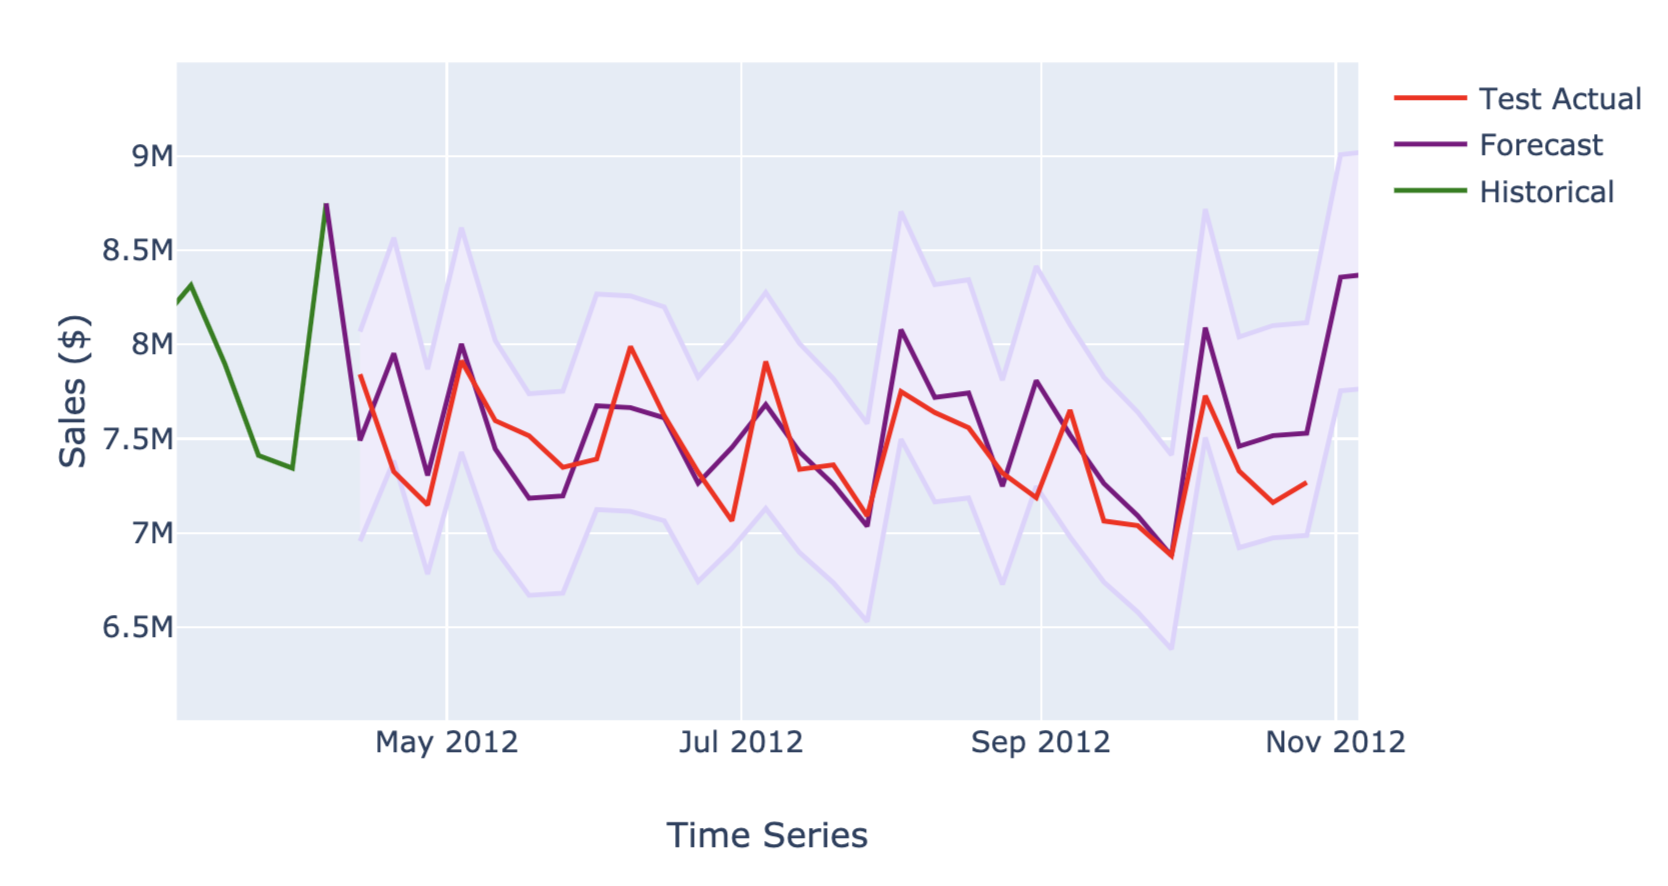 Test Actual
Forecast
Historical
9M
8.5M
8M
7.5M
7M
6.5M
Sales ($)
May 2012
Jul 2012
Sep 2012
Nov 2012
Time Series